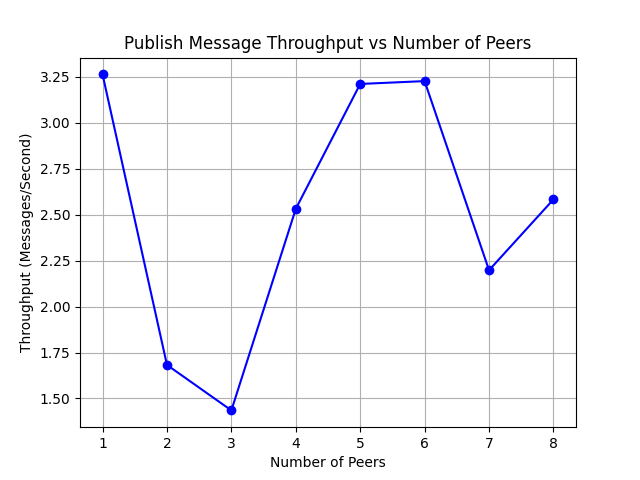 Publish Message Throughput vs Number of Peers
Throughput (Messages/Second)
3.25
3.00
2.75
2.50
2.25
2.00
1.75
1.50
1 2 3 4 5 6 7 8
Number of Peers